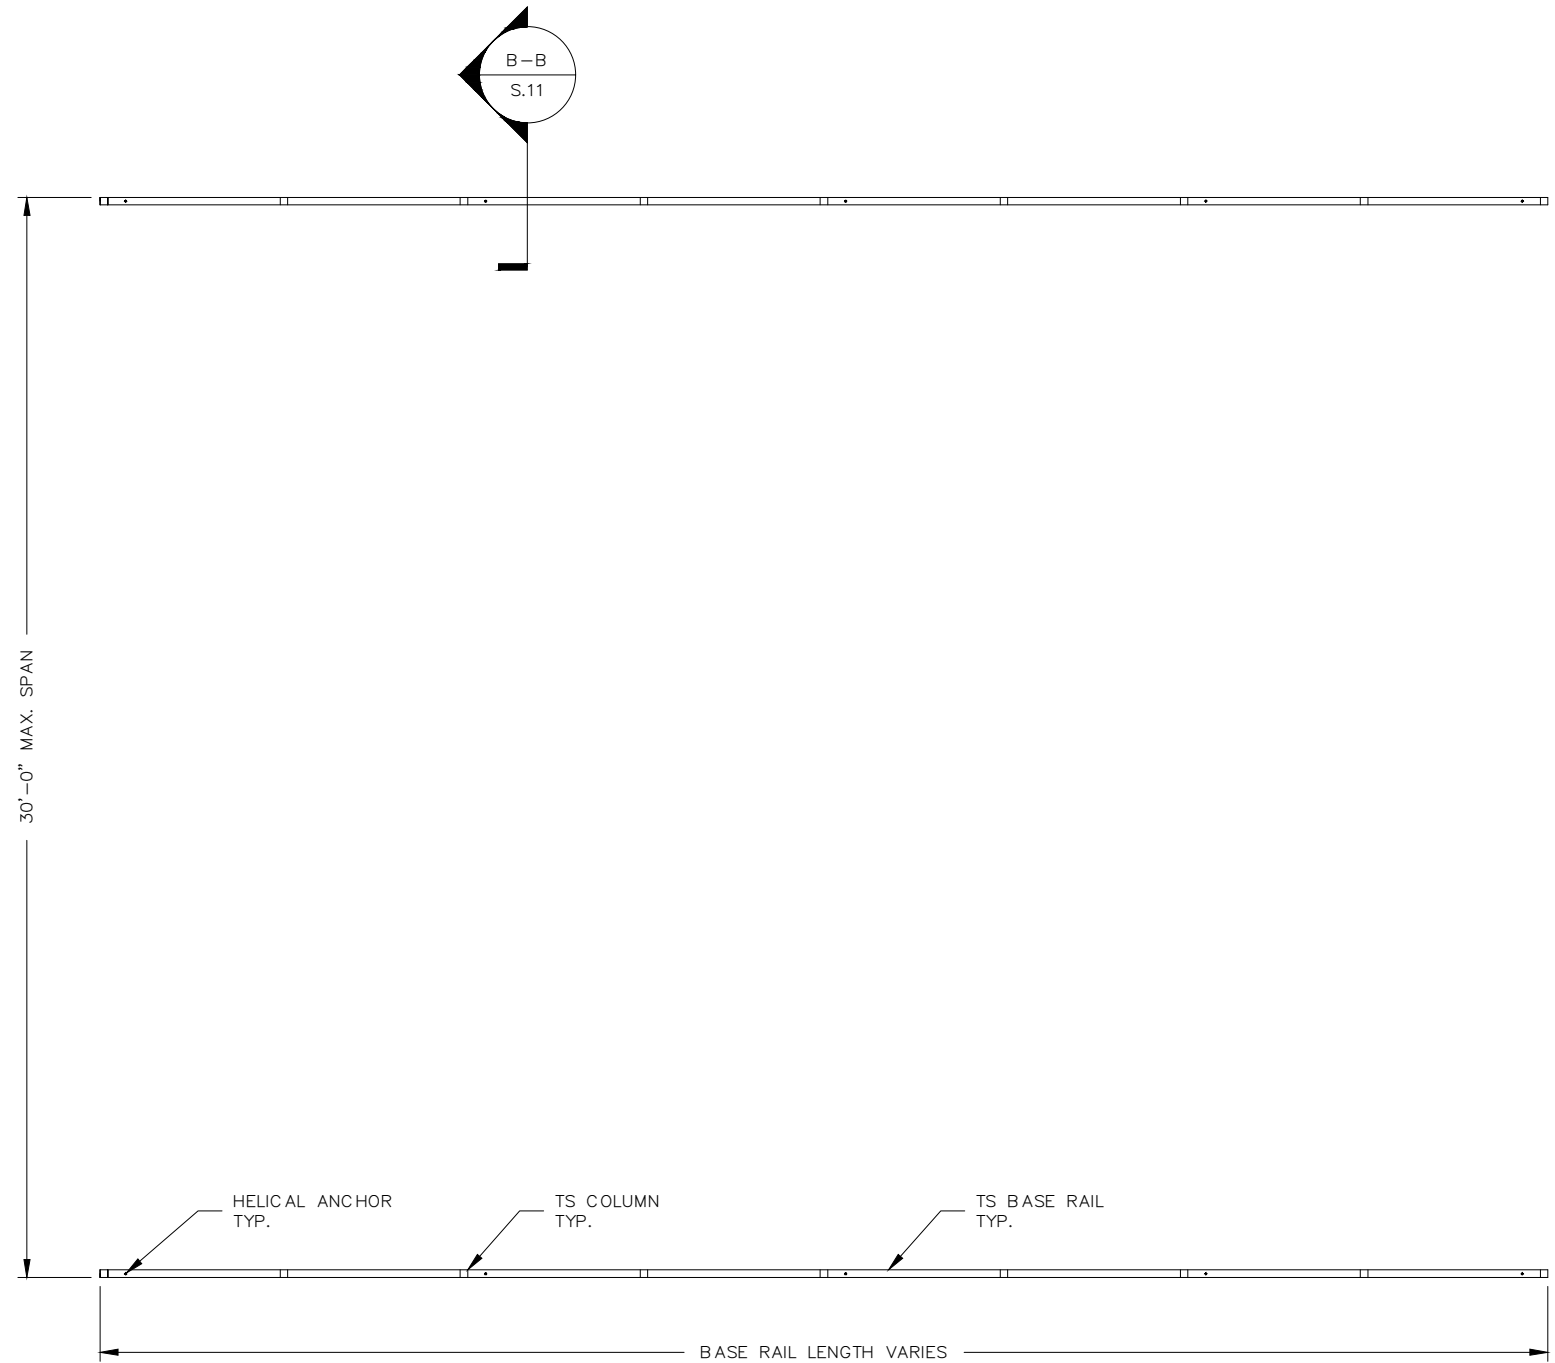 B-B
S.11
30'-0" MAX. SPAN
HELICAL ANCHOR
TYP.
TS COLUMN
TYP.
TS BASE RAIL
TYP.
BASE RAIL LENGTH VARIES